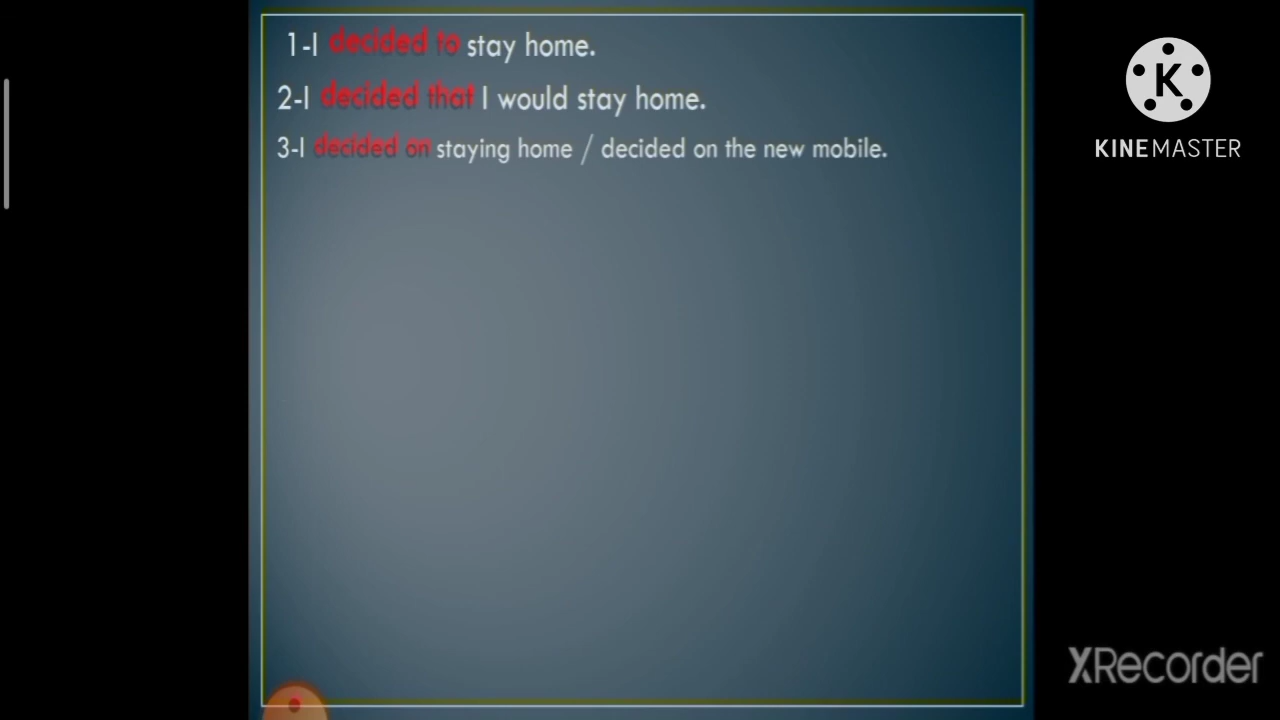 1-I decided to stay home.
2-I decided that I would stay home.
3-I decided on staying home / decided on the new mobile.
K
KINEMASTER
XRecorder